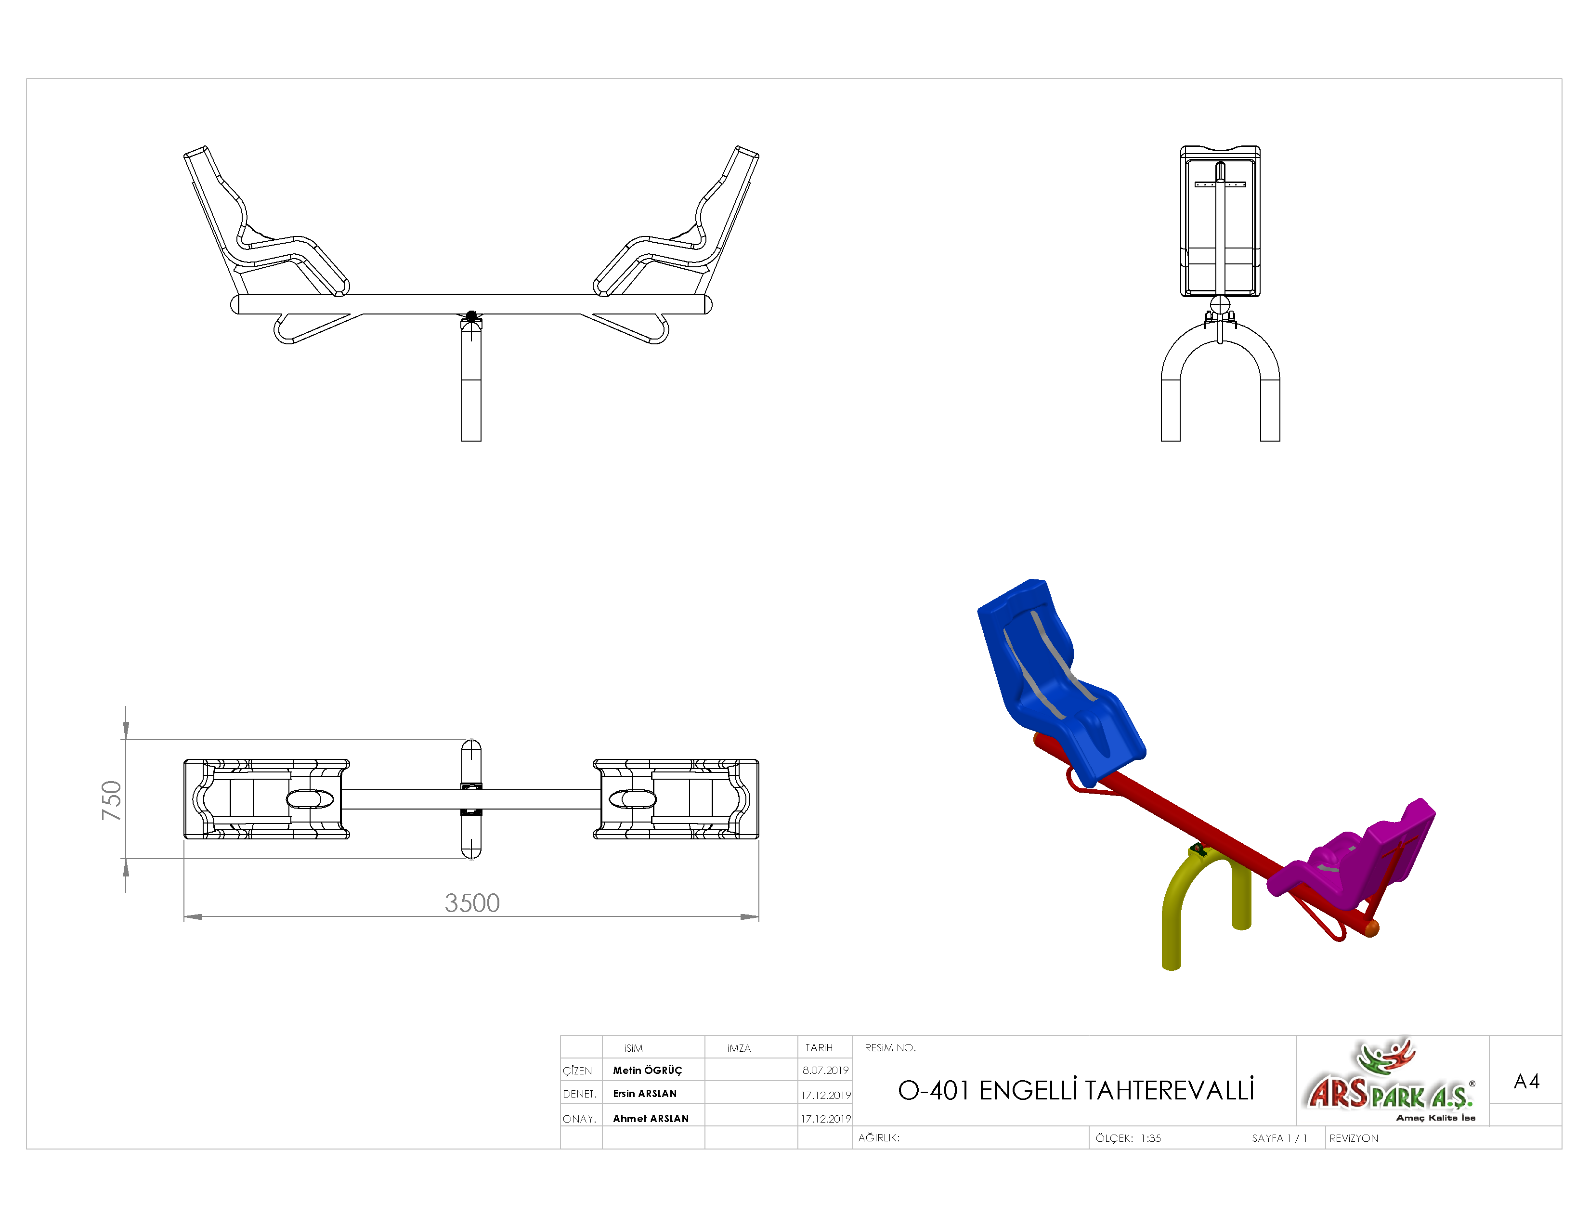 750
3500
İSİM
İMZA
TARİH
RESİM NO.
ÇİZEN
Metin ÖGRÜÇ
8.07.2019
DENET.
Ersin ARSLAN
17.12.2019
ONAY.
Ahmet ARSLAN
17.12.2019
O-401 ENGELLİ TAHTEREVALLİ
ARSPARK A.Ş.®
Amaç Kalite İse
A4
AĞIRLIK:
ÖLÇEK: 1:35
SAYFA 1 / 1
REVİZYON